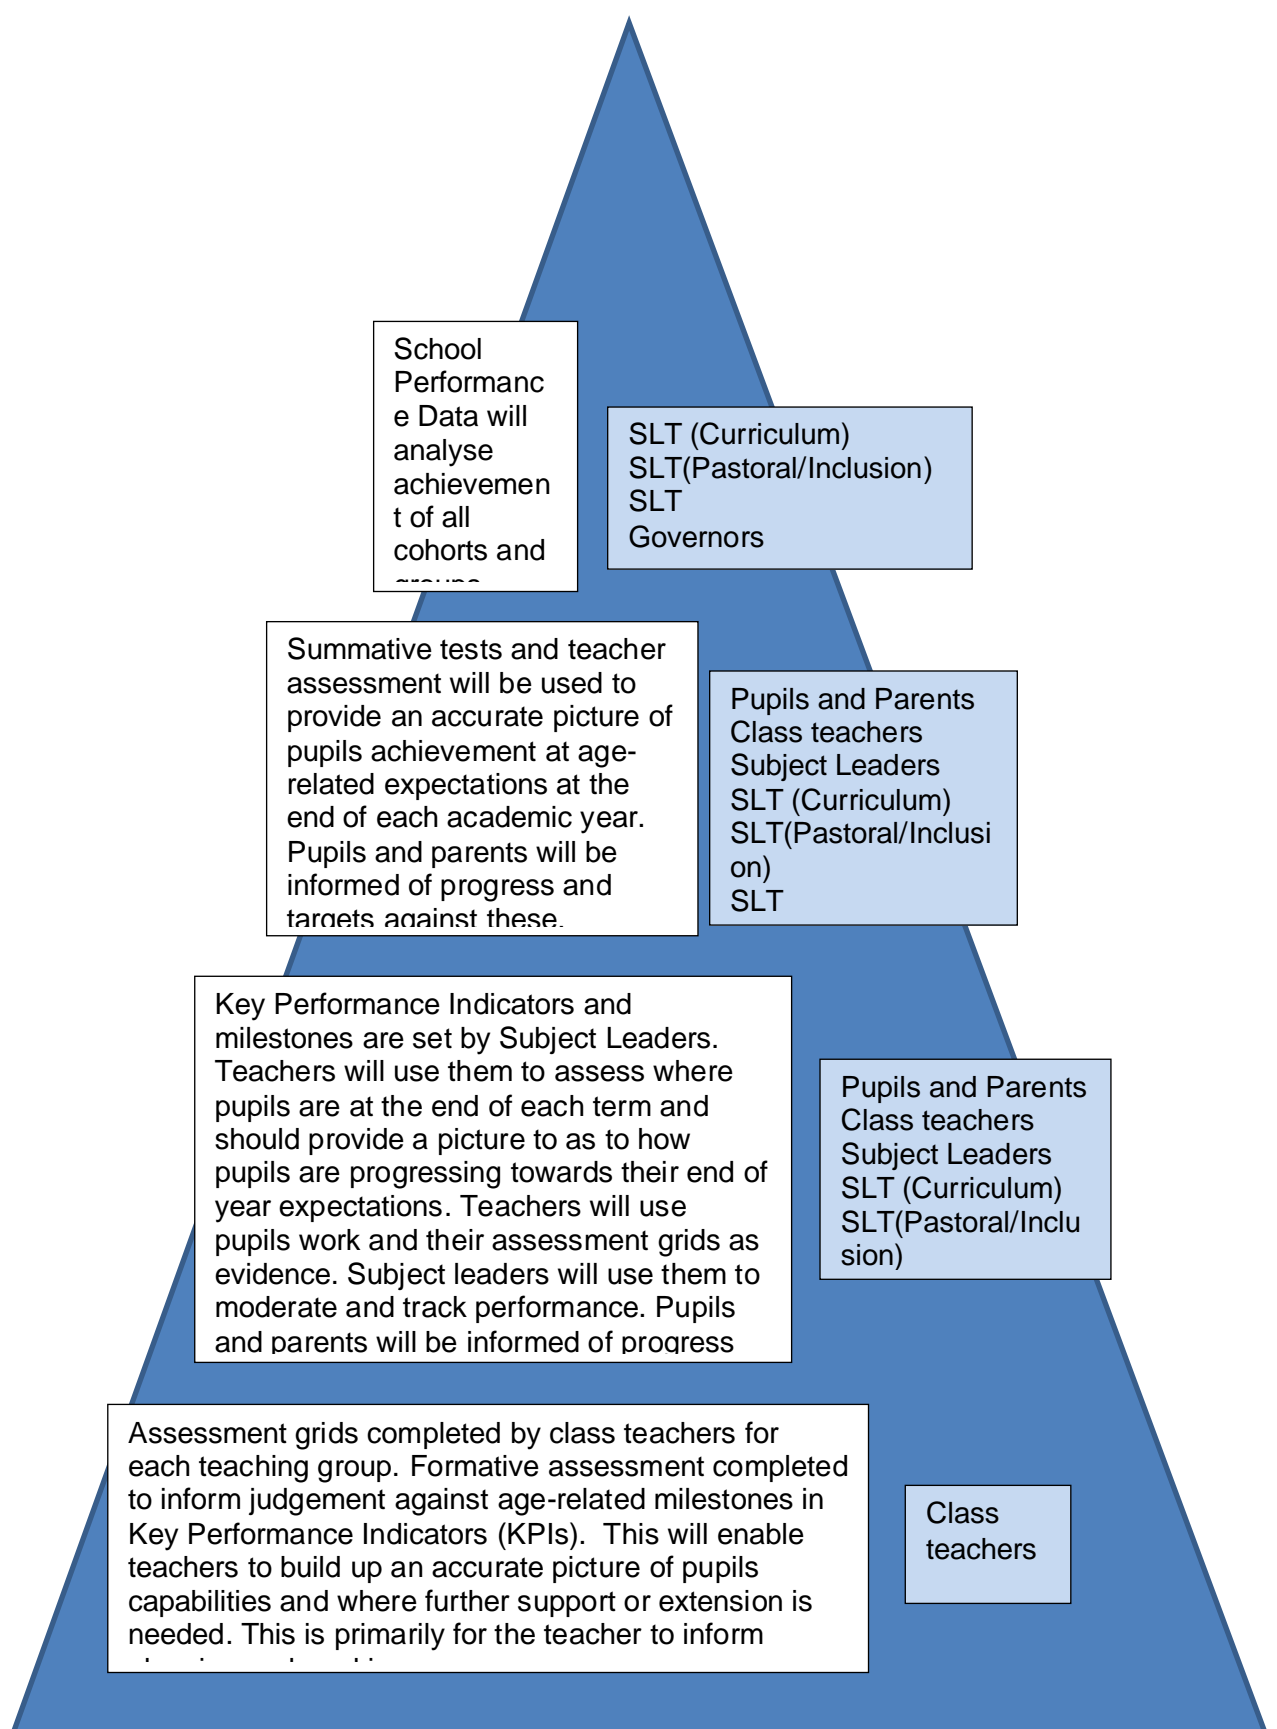 School
Performanc
e Data will
analyse
achievemen
t of all
cohorts and
groups
SLT (Curriculum)
SLT(Pastoral/Inclusion)
SLT
Governors
Summative tests and teacher
assessment will be used to
provide an accurate picture of
pupils achievement at age-
related expectations at the
end of each academic year.
Pupils and parents will be
informed of progress and
targets against these.
Pupils and Parents
Class teachers
Subject Leaders
SLT (Curriculum)
SLT(Pastoral/Inclusi
on)
SLT
Key Performance Indicators and
milestones are set by Subject Leaders.
Teachers will use them to assess where
pupils are at the end of each term and
should provide a picture to as to how
pupils are progressing towards their end of
year expectations. Teachers will use
pupils work and their assessment grids as
evidence. Subject leaders will use them to
moderate and track performance. Pupils
and parents will be informed of progress
Pupils and Parents
Class teachers
Subject Leaders
SLT (Curriculum)
SLT(Pastoral/Inclu
sion)
Assessment grids completed by class teachers for
each teaching group. Formative assessment completed
to inform judgement against age-related milestones in
Key Performance Indicators (KPIs).  This will enable
teachers to build up an accurate picture of pupils
capabilities and where further support or extension is
needed. This is primarily for the teacher to inform
Class
teachers